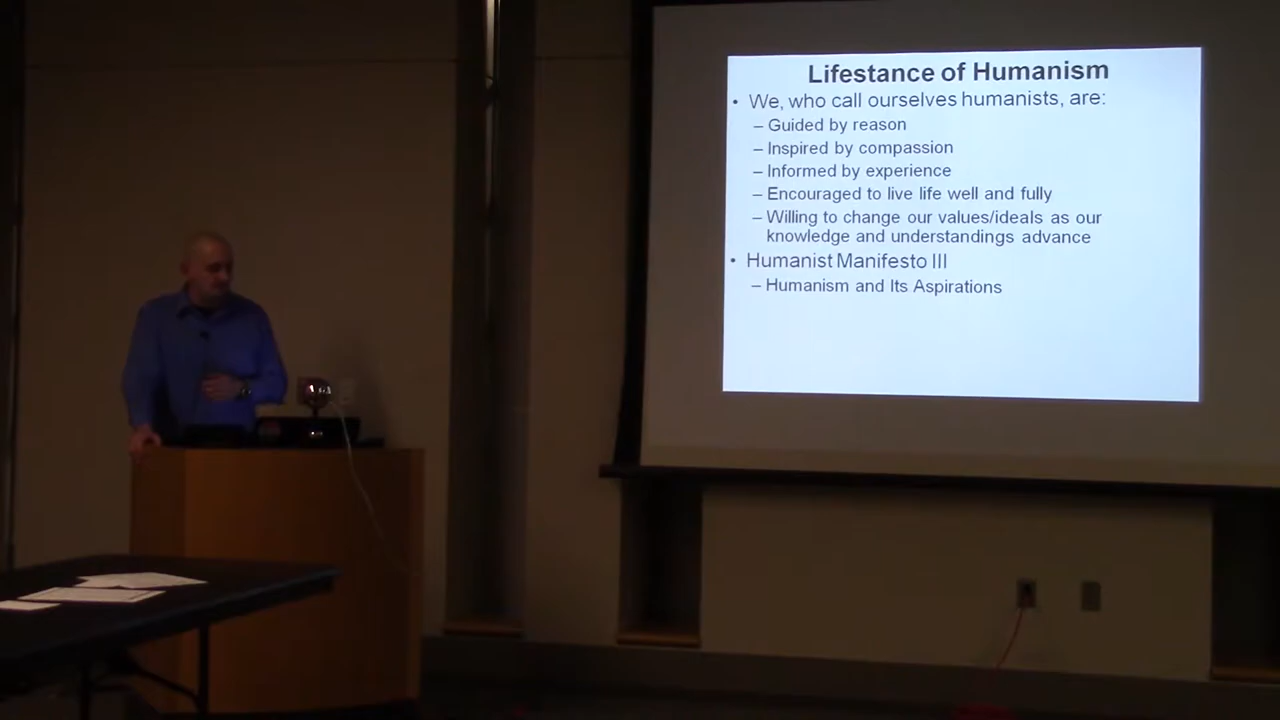 Lifestance of Humanism
• We, who call ourselves humanists, are:
– Guided by reason
– Inspired by compassion
– Informed by experience
– Encouraged to live life well and fully
– Willing to change our values/ideals as our
knowledge and understandings advance
• Humanist Manifesto III
– Humanism and Its Aspirations